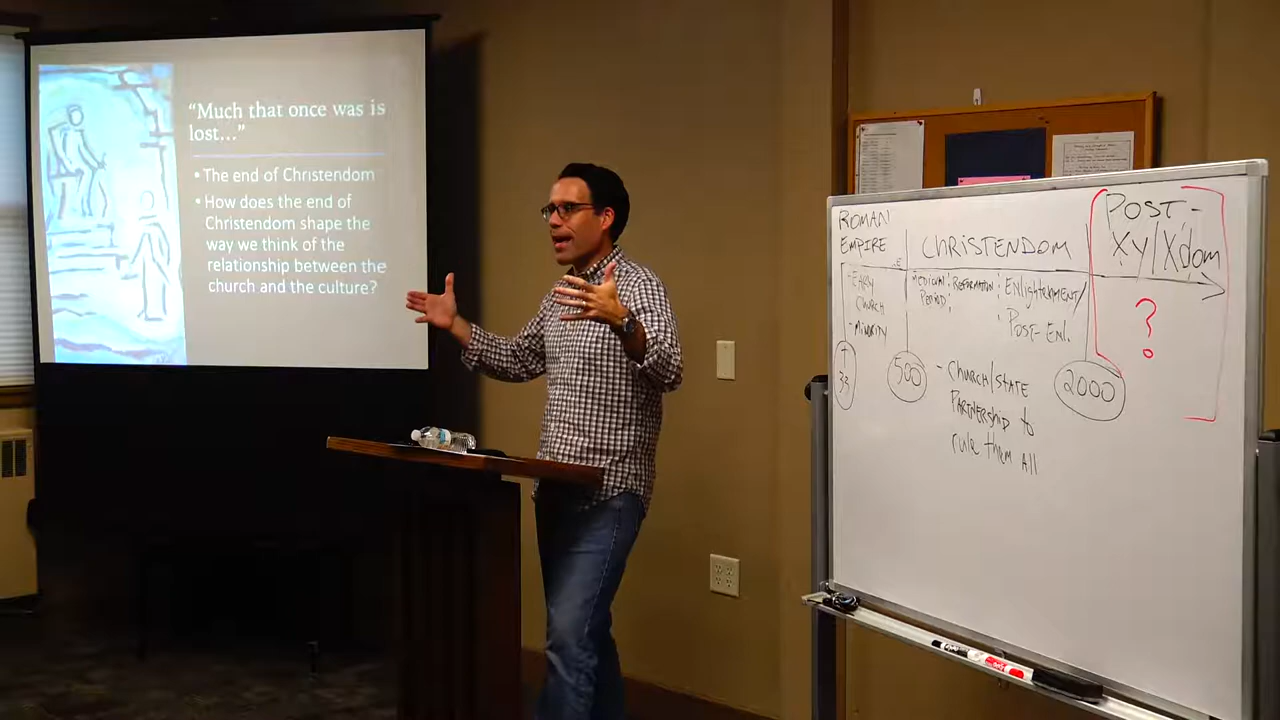 “Much that once was is
lost...”
• The end of Christendom
• How does the end of
Christendom shape the
way we think of the
relationship between the
church and the culture?
ROMAN
EMPIRE
CHRISTENDOM
POST-
Xy/Xdom
- EARLY
CHURCH
- MINORITY
MEDIEVAL
PERIOD
REFORMATION
ENLIGHTENMENT/
POST-ENL.
?
33
500
2000
- CHURCH/STATE
PARTNERSHIP to
rule them All